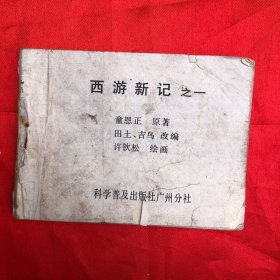 西游新记之一
童恩正 原著
田土、吉鸟 改编
许钦松 绘画
科学普及出版社广州分社